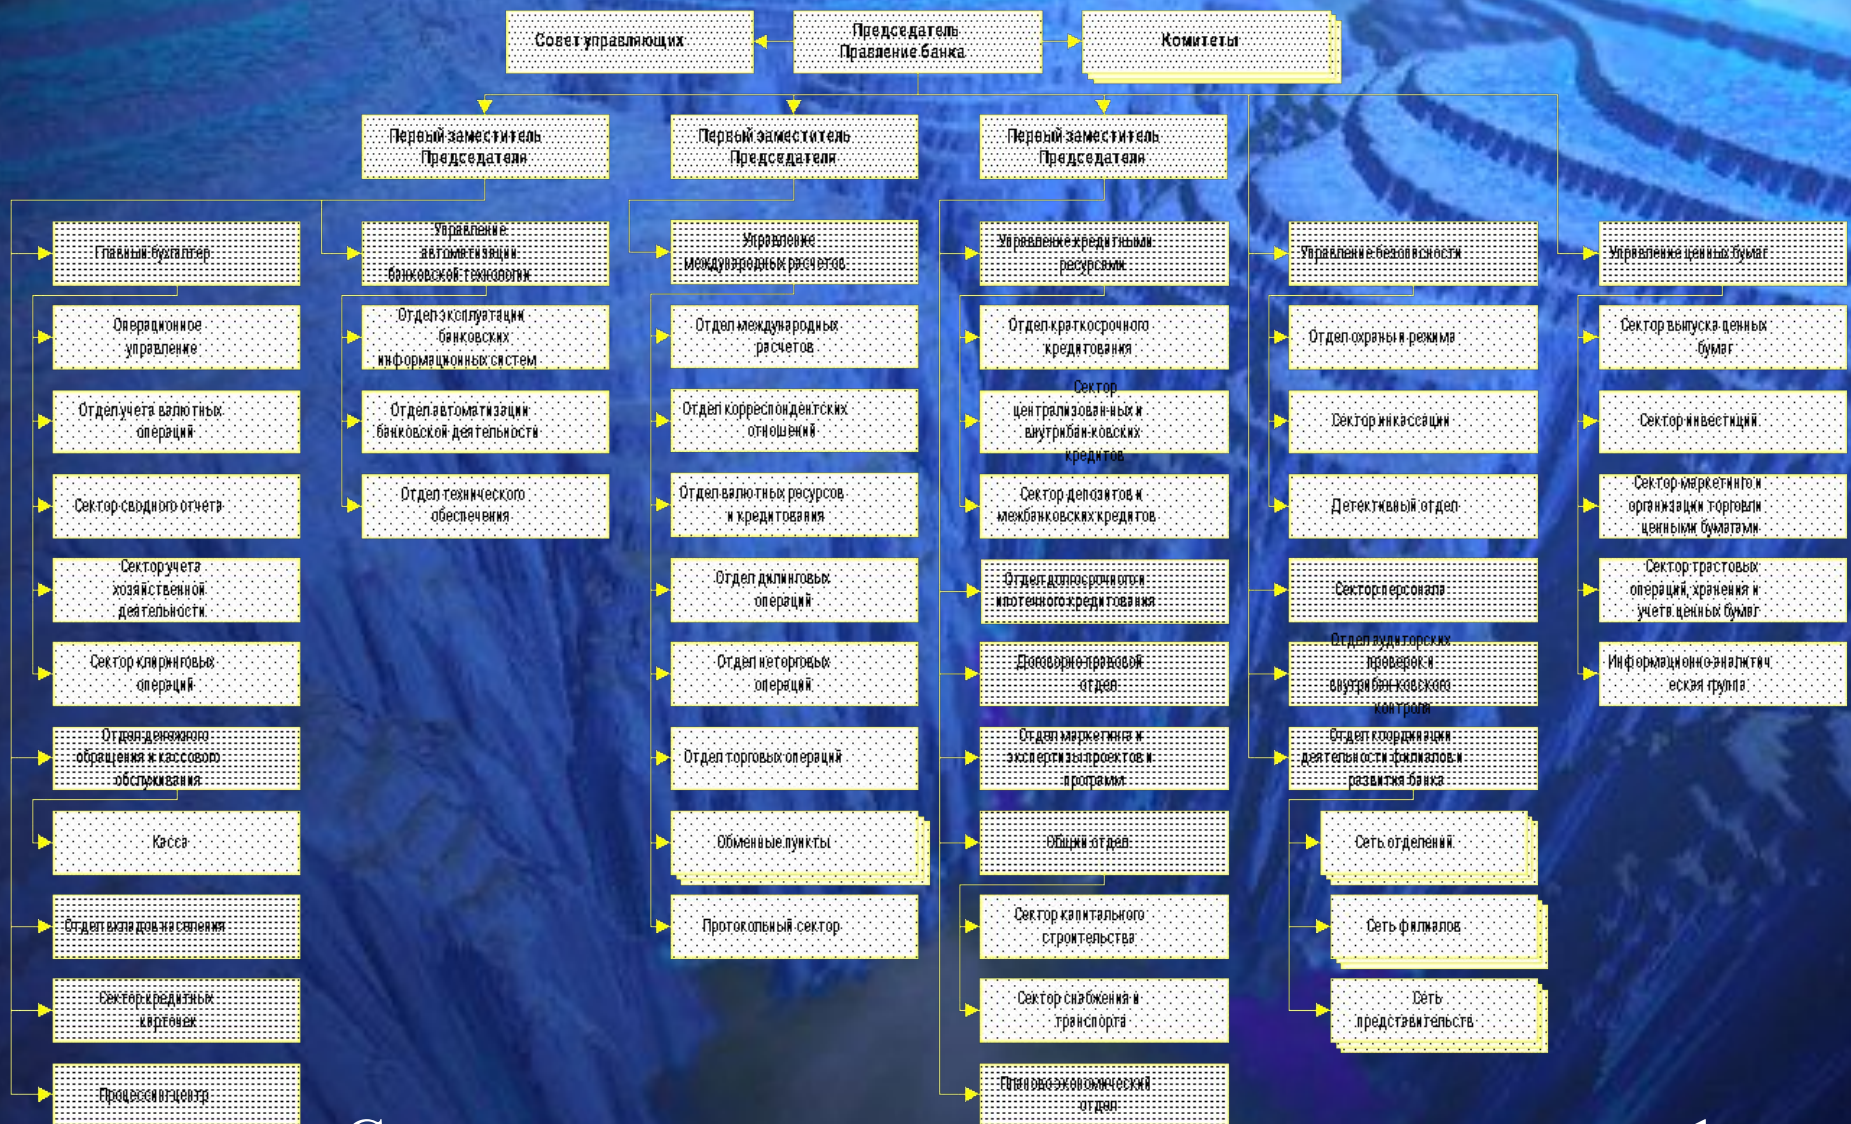 Совет управляющих
Председатель
Правление банка
Комитеты
Первый заместитель
Председателя
Первый заместитель
Председателя
Первый заместитель
Председателя
Главный бухгалтер
Операционное
управление
Отдел учета валютных
операций
Сектор сводного отчета
Сектор учета
хозяйственной
деятельности
Сектор клиринговых
операций
Отдел денежного
обращения и кассового
обслуживания
Касса
Отдел вкладов населения
Сектор кредитных
карточек
Процессинг-центр
Управление
автоматизации
банковской технологии
Отдел эксплуатации
банковских
информационных систем
Отдел автоматизации
банковской деятельности
Отдел технического
обеспечения
Управление
международных расчетов
Отдел международных
расчетов
Отдел корреспондентских
отношений
Отдел валютных ресурсов
и кредитования
Отдел дилинговых
операций
Отдел неторговых
операций
Отдел торговых операций
Обменные пункты
Протокольный сектор
Управление кредитными
ресурсами
Отдел краткосрочного
кредитования
Сектор
централизован-ных и
внутрибан-ковских
кредитов
Сектор депозитов и
межбанковских кредитов
Отдел долгосрочного и
ипотечного кредитования
Договорно-правовой
отдел
Отдел маркетинга и
экспертизы проектов и
программ
Общий отдел
Сектор капитального
строительства
Сектор снабжения и
транспорта
Планово-экономический
отдел
Управление безопасности
Отдел охраны и режима
Сектор инкассации
Детективный отдел
Сектор персонала
Отдел аудиторских
проверок и
внутрибан-ковского
контроля
Отдел координации
деятельности филиалов и
развития банка
Сеть отделений
Сеть филиалов
Сеть
представительств
Управление ценных бумаг
Сектор выпуска ценных
бумаг
Сектор инвестиций
Сектор маркетинго и
организации торговли
ценными бумагами
Сектор трастовых
операций, хранения и
учета ценных бумаг
Информационно-аналитич
еская группа